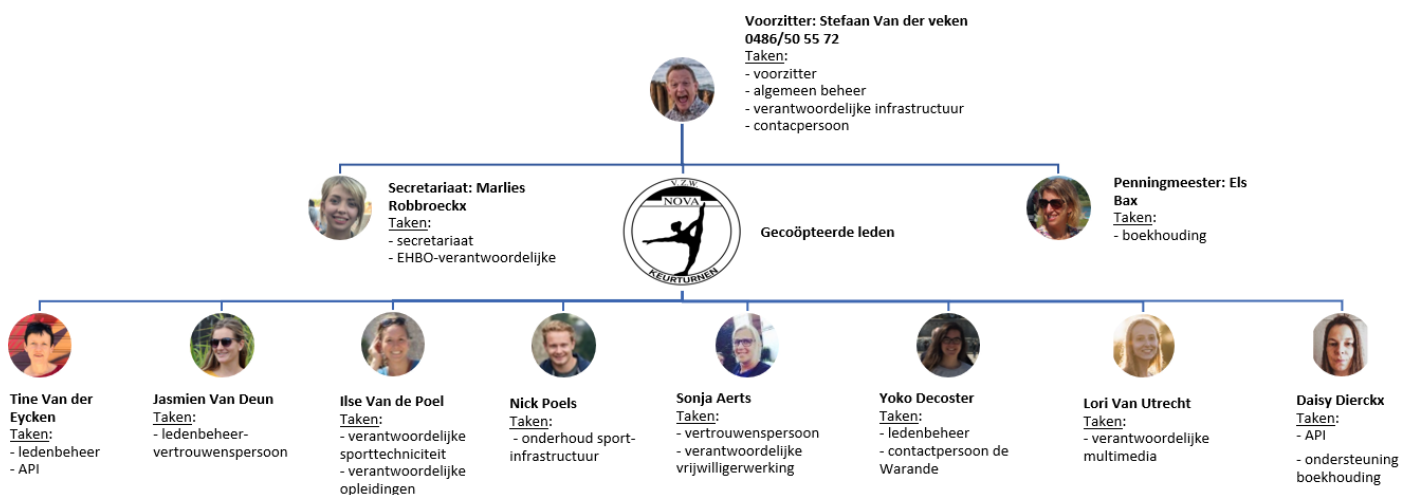 Voorzitter: Stefaan Van der veken
0486/50 55 72
Taken:
- voorzitter
- algemeen beheer
- verantwoordelijke infrastructuur
- contacpersoon
Secretariaat: Marlies
Robbroeckx
Taken:
- secretariaat
- EHBO-verantwoordelijke
V.Z.W
NOVA
KEURTURNEN
Gecoöpteerde leden
Penningmeester: Els
Bax
Taken:
- boekhouding
Tine Van der
Eycken
Taken:
- ledenbeheer
- API
Jasmien Van Deun
Taken:
- ledenbeheer-
vertrouwenspersoon
Ilse Van de Poel
Taken:
- verantwoordelijke
sporttechniciteit
- verantwoordelijke
opleidingen
Nick Poels
Taken:
- onderhoud sport-
infrastructuur
Sonja Aerts
Taken:
- vertrouwenspersoon
- verantwoordelijke
vrijwilligerwerking
Yoko Decoster
Taken:
- ledenbeheer
- contactpersoon de
Warande
Lori Van Utrecht
Taken:
- verantwoordelijke
multimedia
Daisy Dierckx
Taken:
- API
- ondersteuning
boekhouding